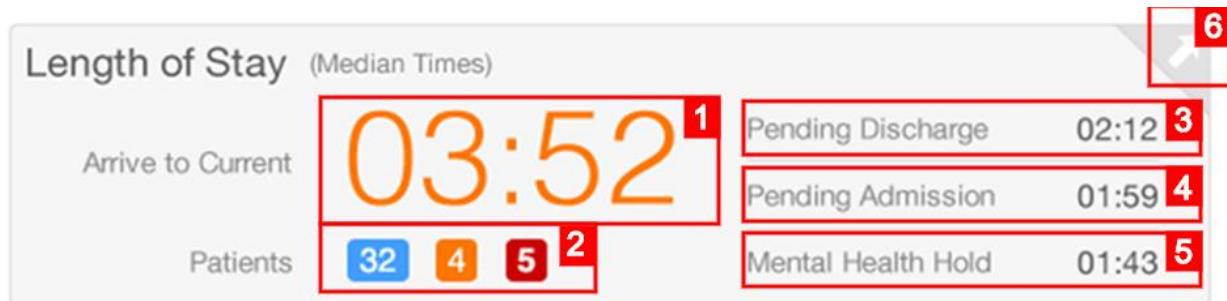 6
Length of Stay (Median Times)
Arrive to Current 03:52 1
Pending Discharge 02:12 3
Pending Admission 01:59 4
Patients 32 4 5 2
Mental Health Hold 01:43 5